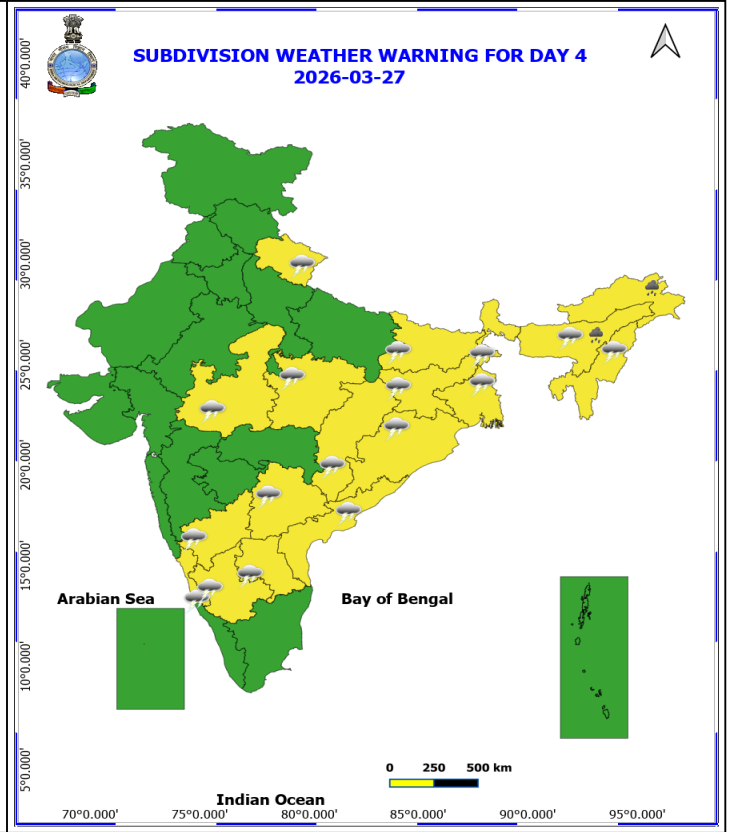 SUBDIVISION WEATHER WARNING FOR DAY 4
2026-03-27
40°0.000'
35°0.000'
30°0.000'
25°0.000'
20°0.000'
15°0.000'
10°0.000'
5°0.000'
Arabian Sea
Bay of Bengal
0 250 500 km
Indian Ocean
70°0.000' 75°0.000' 80°0.000' 85°0.000' 90°0.000' 95°0.000'